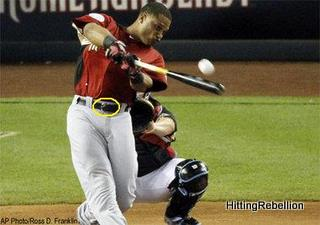 HOME RUN DERBY
HittingRebellion
AP Photo/Ross D. Franklin